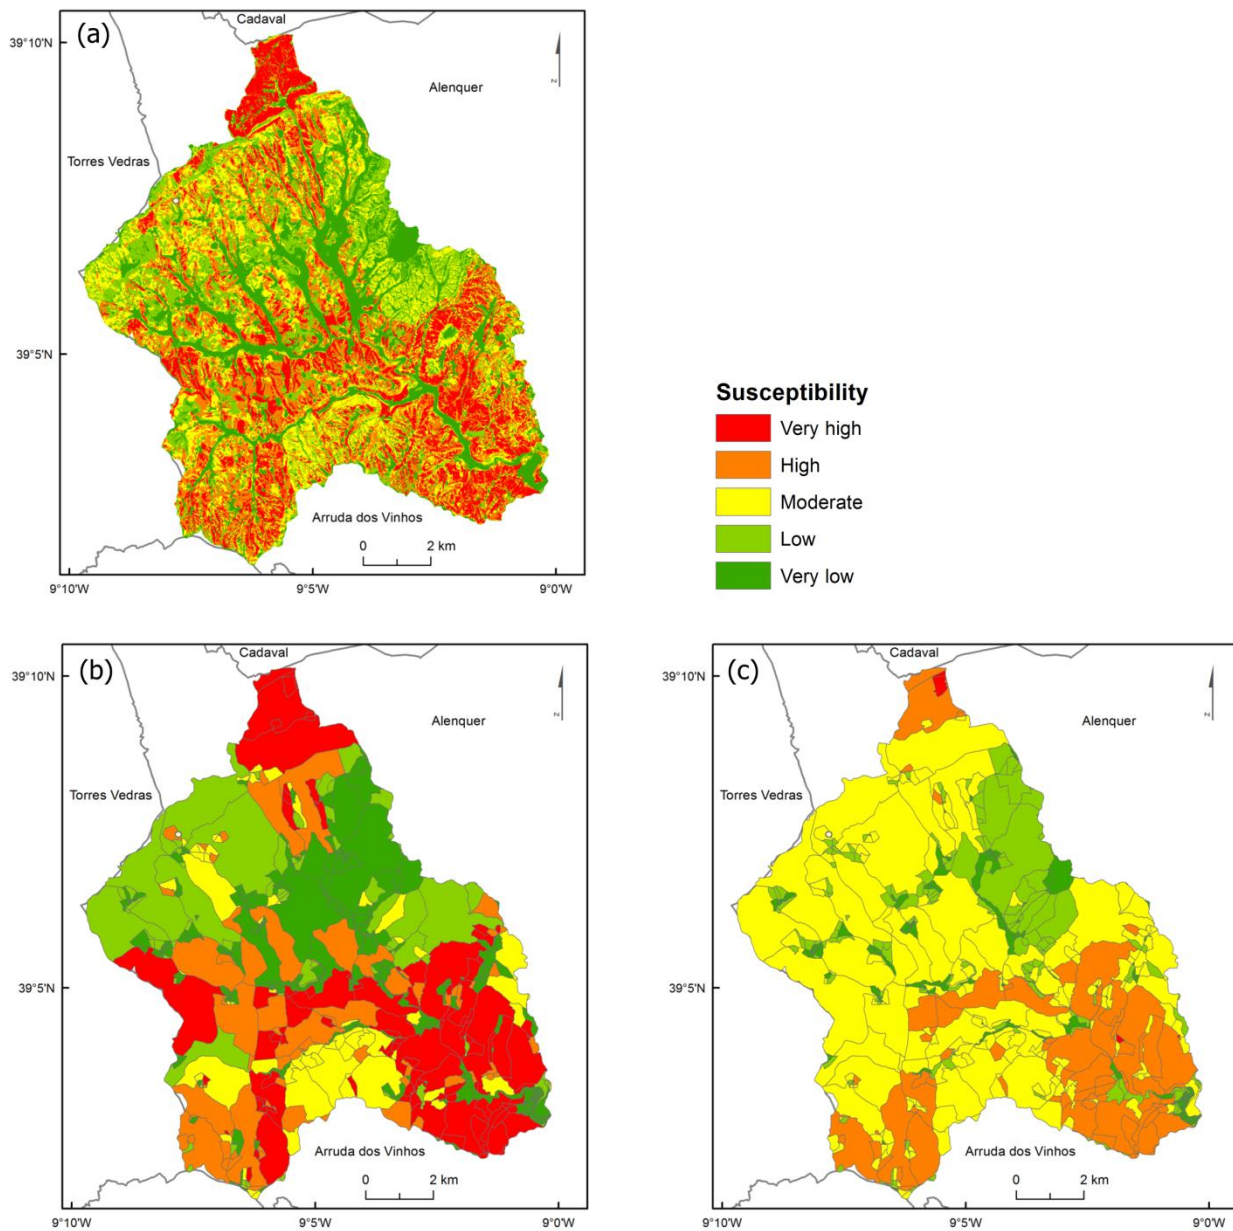 (a)
Cadaval
39°10'N
Alenquer
z
Torres Vedras
39°5'N
Arruda dos Vinhos
0 2 km
9°10'W 9°5'W 9°0'W
Susceptibility
Very high
High
Moderate
Low
Very low
(b)
Cadaval
39°10'N
Alenquer
z
Torres Vedras
39°5'N
Arruda dos Vinhos
0 2 km
9°10'W 9°5'W 9°0'W
(c)
Cadaval
39°10'N
Alenquer
z
Torres Vedras
39°5'N
Arruda dos Vinhos
0 2 km
9°10'W 9°5'W 9°0'W